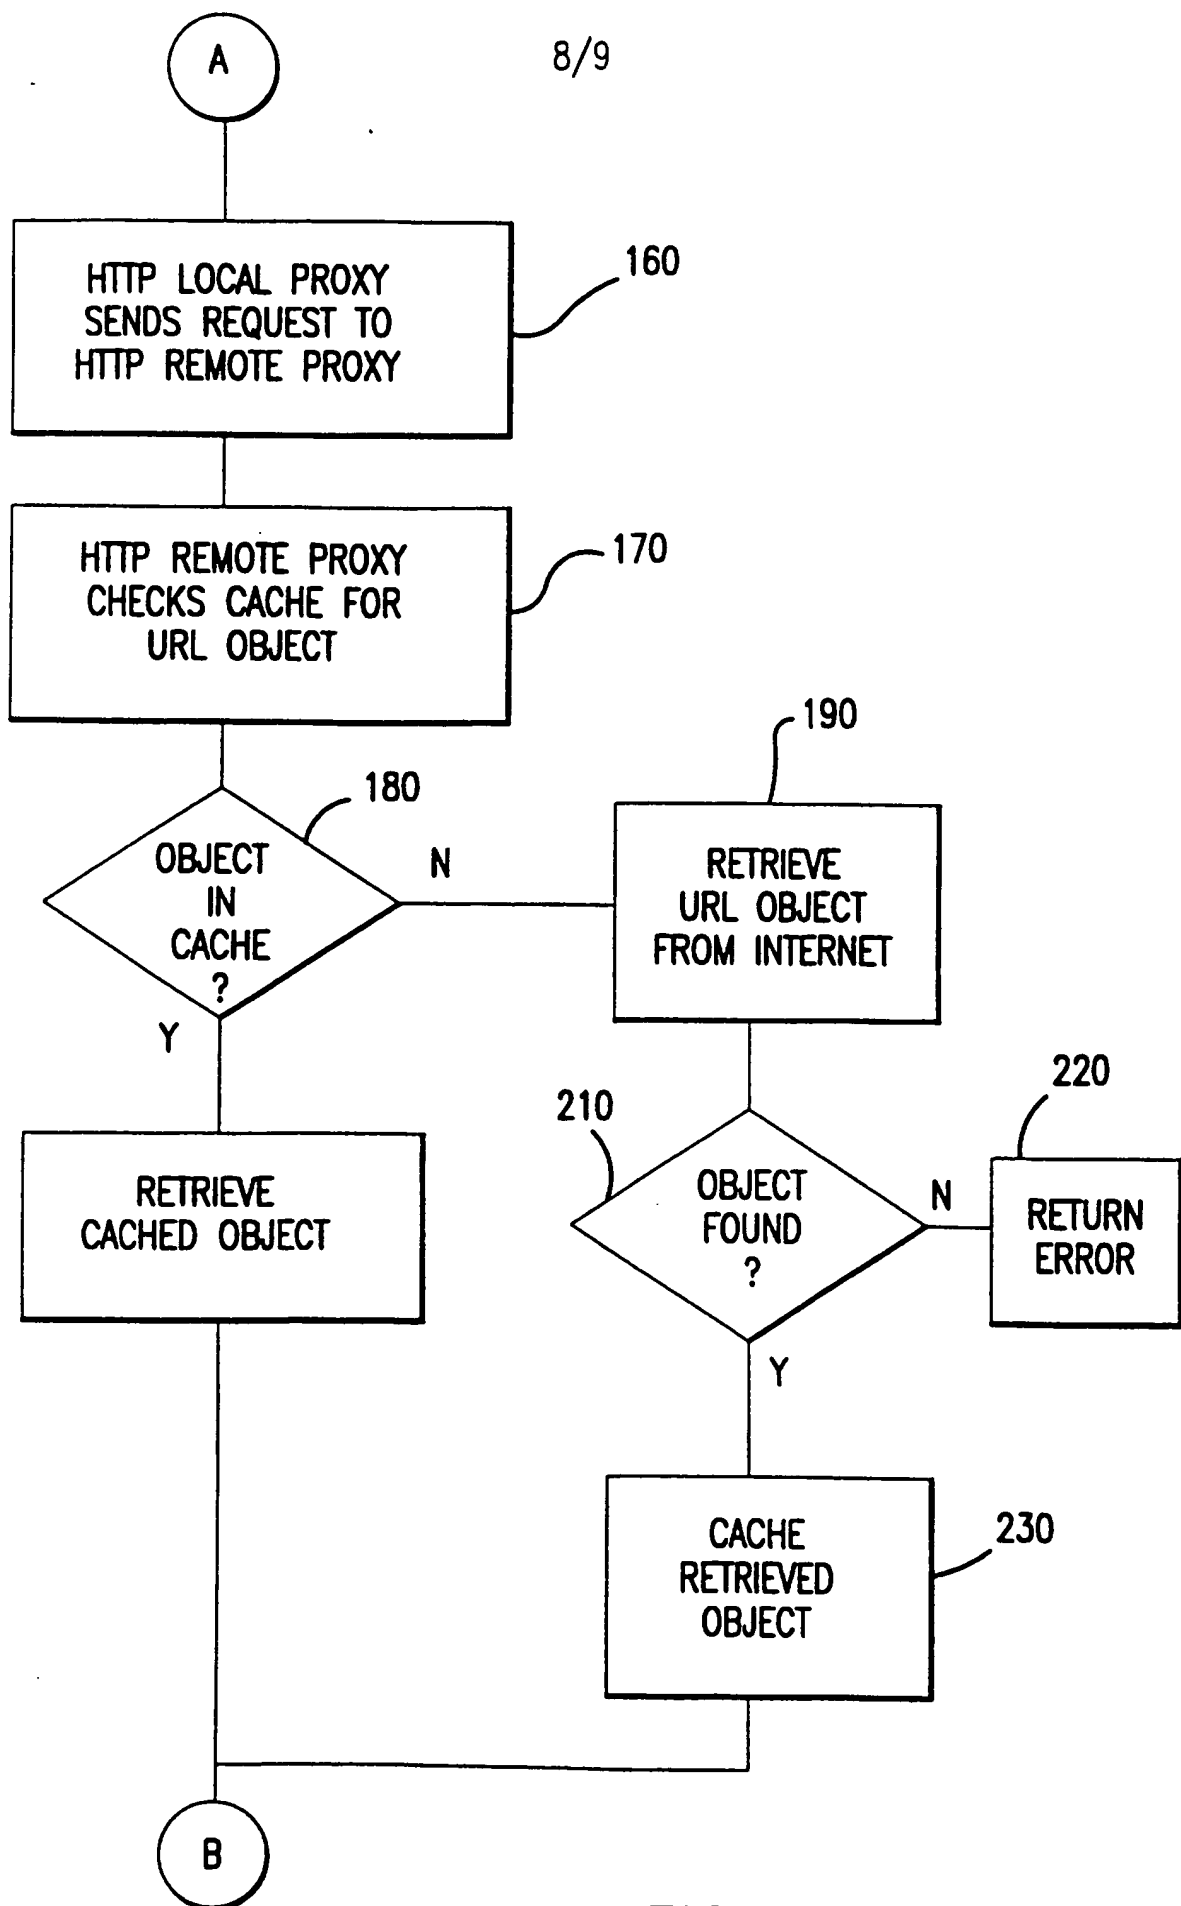 A
8/9
HTTP LOCAL PROXY
SENDS REQUEST TO
HTTP REMOTE PROXY
160
HTTP REMOTE PROXY
CHECKS CACHE FOR
URL OBJECT
170
180
OBJECT
IN
CACHE
?
N
Y
190
RETRIEVE
URL OBJECT
FROM INTERNET
RETRIEVE
CACHED OBJECT
210
OBJECT
FOUND
?
N
Y
220
RETURN
ERROR
CACHE
RETRIEVED
OBJECT
230
B